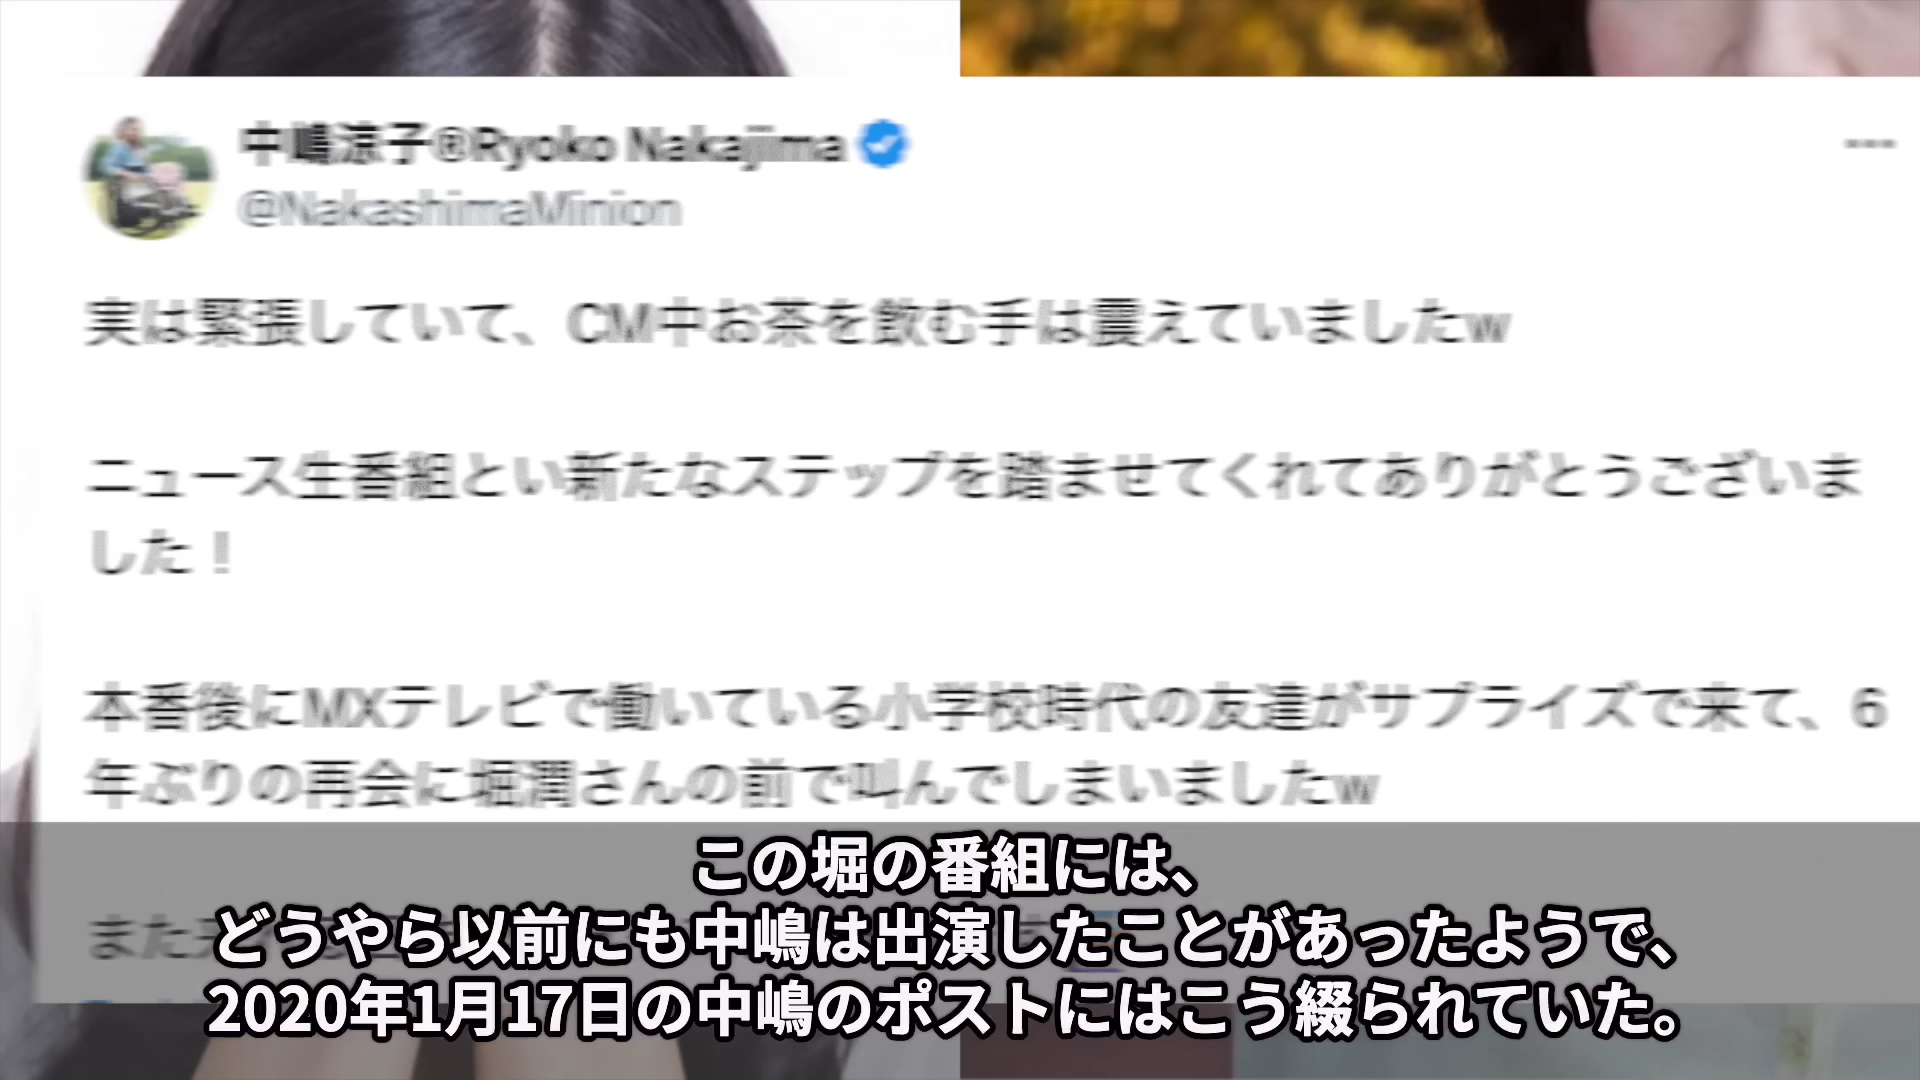 中嶋涼子®Ryoko Nakajima
@NakashimaMinion
実は緊張していて、CM中お茶を飲む手は震えていましたw
ニュース生番組とい新たなステップを踏ませてくれてありがとうございま
した！
本番後にMXテレビで働いている小学校時代の友達がサプライズで来て、6
年ぶりの再会に堀潤さんの前で叫んでしまいましたw
また
この堀の番組には、
どうやら以前にも中嶋は出演したことがあったようで、
2020年1月17日の中嶋のポストにはこう綴られていた。